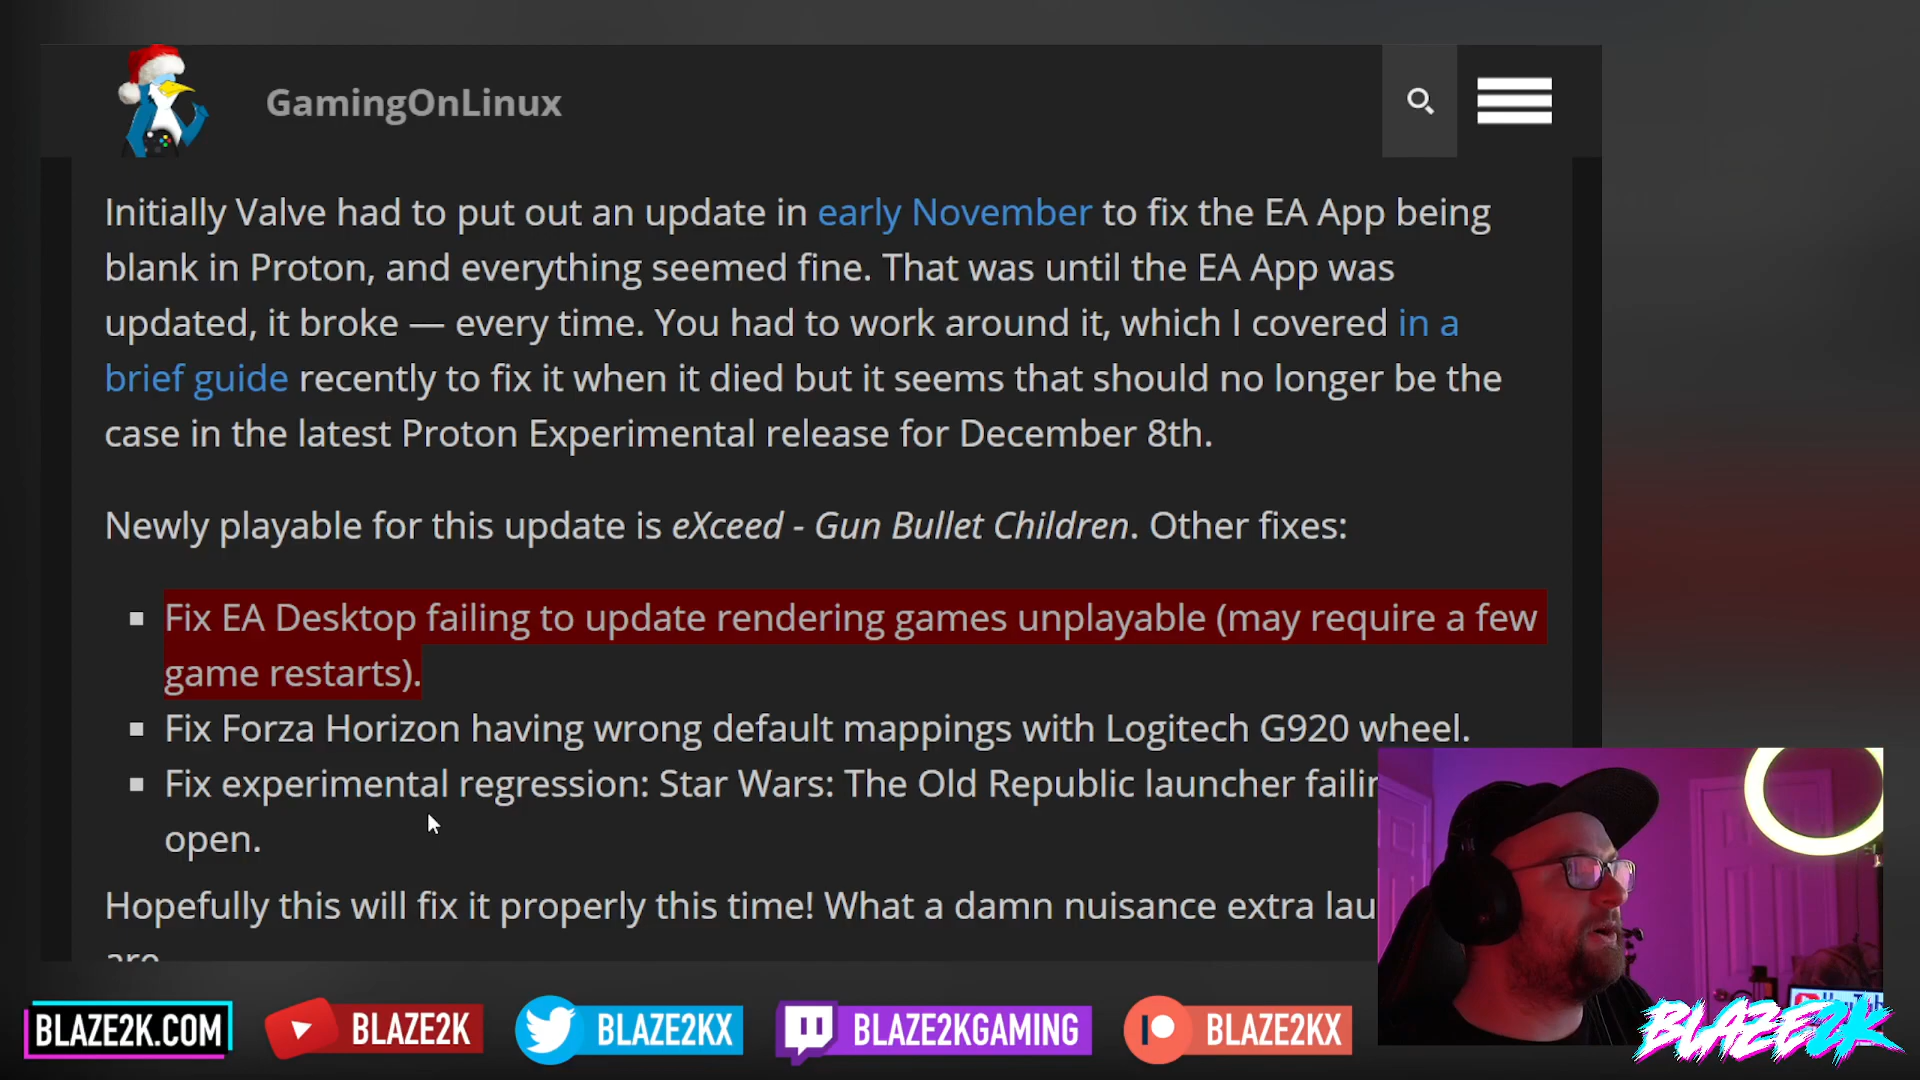 GamingOnLinux
Initially Valve had to put out an update in early November to fix the EA App being
blank in Proton, and everything seemed fine. That was until the EA App was
updated, it broke — every time. You had to work around it, which I covered in a
brief guide recently to fix it when it died but it seems that should no longer be the
case in the latest Proton Experimental release for December 8th.
Newly playable for this update is eXceed - Gun Bullet Children. Other fixes:
▪ Fix EA Desktop failing to update rendering games unplayable (may require a few
game restarts).
▪ Fix Forza Horizon having wrong default mappings with Logitech G920 wheel.
▪ Fix experimental regression: Star Wars: The Old Republic launcher
open.
Hopefully this will fix it properly this time! What a damn nuisance extra
are
BLAZE2K.COM
BLAZE2K
BLAZE2KX
BLAZE2KGAMING
BLAZE2KX
BLAZE2K